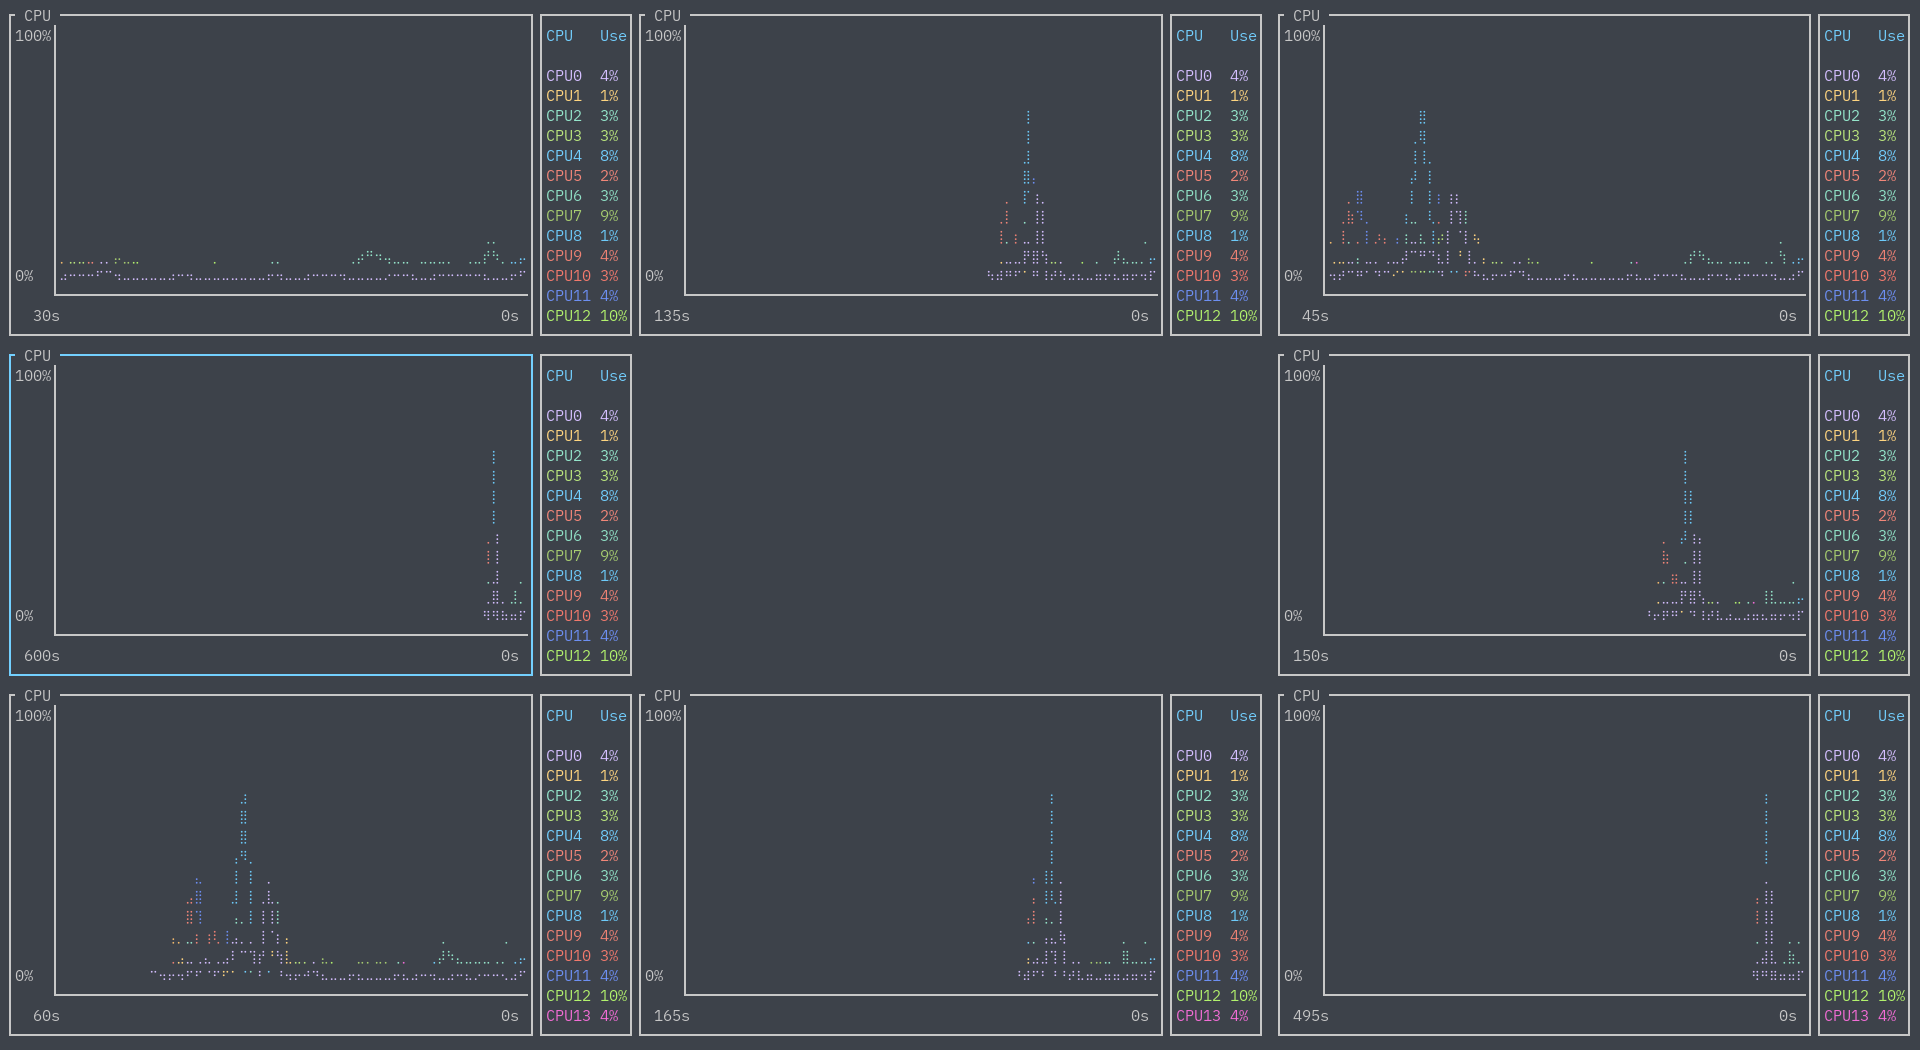 CPU
100%
0%
30s 0s
CPU Use
CPU0 4%
CPU1 1%
CPU2 3%
CPU3 3%
CPU4 8%
CPU5 2%
CPU6 3%
CPU7 9%
CPU8 1%
CPU9 4%
CPU10 3%
CPU11 4%
CPU12 10%
CPU
100%
0%
135s 0s
CPU Use
CPU0 4%
CPU1 1%
CPU2 3%
CPU3 3%
CPU4 8%
CPU5 2%
CPU6 3%
CPU7 9%
CPU8 1%
CPU9 4%
CPU10 3%
CPU11 4%
CPU12 10%
CPU
100%
0%
45s 0s
CPU Use
CPU0 4%
CPU1 1%
CPU2 3%
CPU3 3%
CPU4 8%
CPU5 2%
CPU6 3%
CPU7 9%
CPU8 1%
CPU9 4%
CPU10 3%
CPU11 4%
CPU12 10%
CPU
100%
0%
600s 0s
CPU Use
CPU0 4%
CPU1 1%
CPU2 3%
CPU3 3%
CPU4 8%
CPU5 2%
CPU6 3%
CPU7 9%
CPU8 1%
CPU9 4%
CPU10 3%
CPU11 4%
CPU12 10%
CPU
100%
0%
150s 0s
CPU Use
CPU0 4%
CPU1 1%
CPU2 3%
CPU3 3%
CPU4 8%
CPU5 2%
CPU6 3%
CPU7 9%
CPU8 1%
CPU9 4%
CPU10 3%
CPU11 4%
CPU12 10%
CPU
100%
0%
60s 0s
CPU Use
CPU0 4%
CPU1 1%
CPU2 3%
CPU3 3%
CPU4 8%
CPU5 2%
CPU6 3%
CPU7 9%
CPU8 1%
CPU9 4%
CPU10 3%
CPU11 4%
CPU12 10%
CPU13 4%
CPU
100%
0%
165s 0s
CPU Use
CPU0 4%
CPU1 1%
CPU2 3%
CPU3 3%
CPU4 8%
CPU5 2%
CPU6 3%
CPU7 9%
CPU8 1%
CPU9 4%
CPU10 3%
CPU11 4%
CPU12 10%
CPU13 4%
CPU
100%
0%
495s 0s
CPU Use
CPU0 4%
CPU1 1%
CPU2 3%
CPU3 3%
CPU4 8%
CPU5 2%
CPU6 3%
CPU7 9%
CPU8 1%
CPU9 4%
CPU10 3%
CPU11 4%
CPU12 10%
CPU13 4%